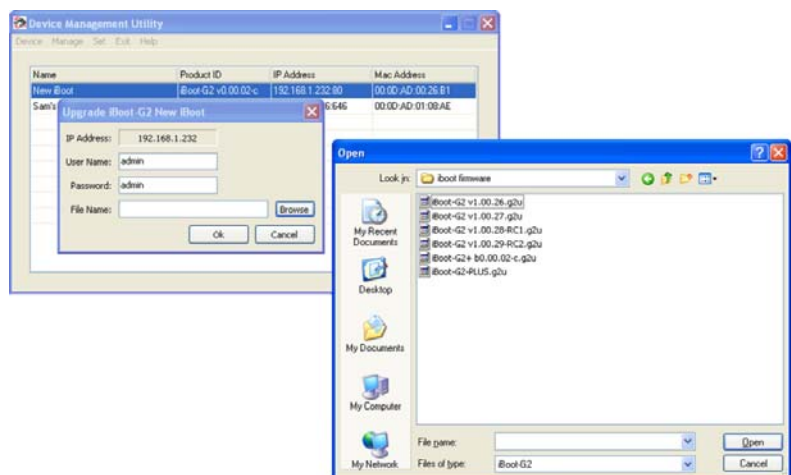 Device Management Utility
Device Manage Set Exit Help
Name Product ID IP Address Mac Address
New iBoot iBoot-G2 v0.00.02-c 192.168.1.232:80 00:0D:AD:00:26:B1
Sam's 6:646 00:0D:AD:01:08:AE
Upgrade iBoot-G2 New IBoot
IP Address: 192.168.1.232
User Name: admin
Password: admin
File Name: Browse
Ok Cancel
Open
Look in: iboot firmware
My Recent Documents
Desktop
My Documents
My Computer
My Network
iBoot-G2 v1.00.26.g2u
iBoot-G2 v1.00.27.g2u
iBoot-G2 v1.00.28-RC1.g2u
iBoot-G2 v1.00.29-RC2.g2u
iBoot-G2+ b0.00.02-c.g2u
iBoot-G2-PLUS.g2u
File name: Open
Files of type: iBoot-G2 Cancel